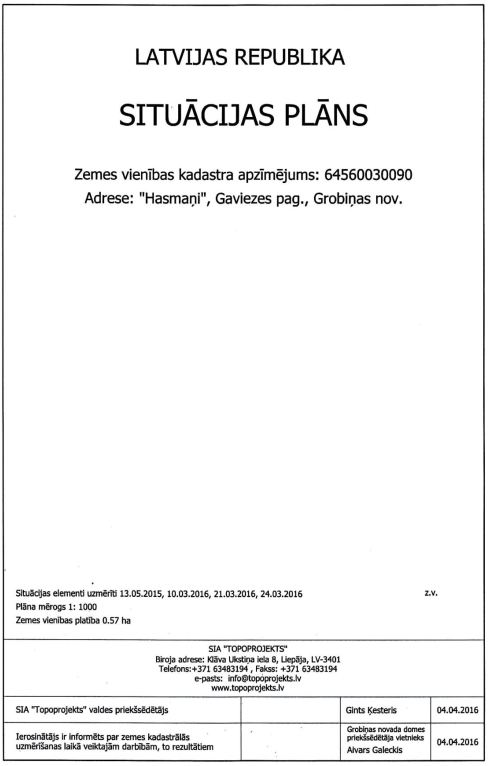 LATVIJAS REPUBLIKA
SITUĀCIJAS PLĀNS
Zemes vienības kadastra apzīmējums: 64560030090
Adrese: "Hasmaņi", Gaviezes pag., Grobiņas nov.
Situācijas elementi uzmērīti 13.05.2015, 10.03.2016, 21.03.2016, 24.03.2016
z.v.
Plāna mērogs 1: 1000
Zemes vienības platība 0.57 ha
SIA "TOPOPROJEKTS"
Biroja adrese: Klāva Ukstiņa iela 8, Liepāja, LV-3401
Telefons:+371 63483194 , Fakss: +371 63483194
e-pasts: info@topoprojekts.lv
www.topoprojekts.lv
SIA "Topoprojekts" valdes priekšsēdētājs
Gints Ķesteris
04.04.2016
Ierosinātājs ir informēts par zemes kadastrālās
uzmērīšanas laikā veiktajām darbībām, to rezultātiem
Grobiņas novada domes
priekšsēdētāja vietnieks
Aivars Galeckis
04.04.2016